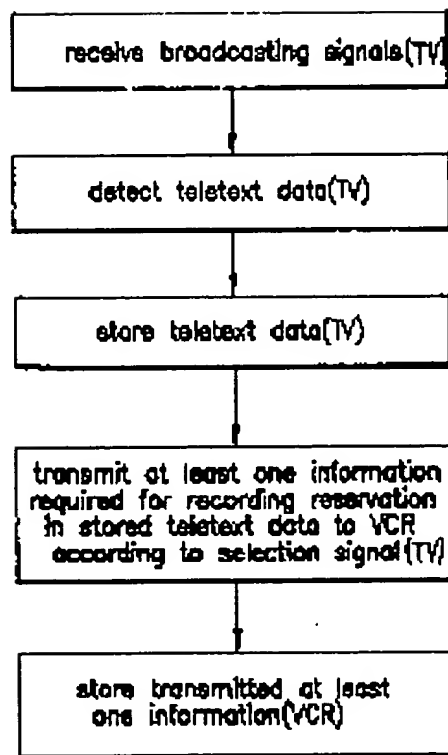 receive broadcasting signals(TV)
detect teletext data(TV)
store teletext data(TV)
transmit at least one information
required for recording reservation
in stored teletext data to VCR
according to selection signal(TV)
store transmitted at least
one information(VCR)